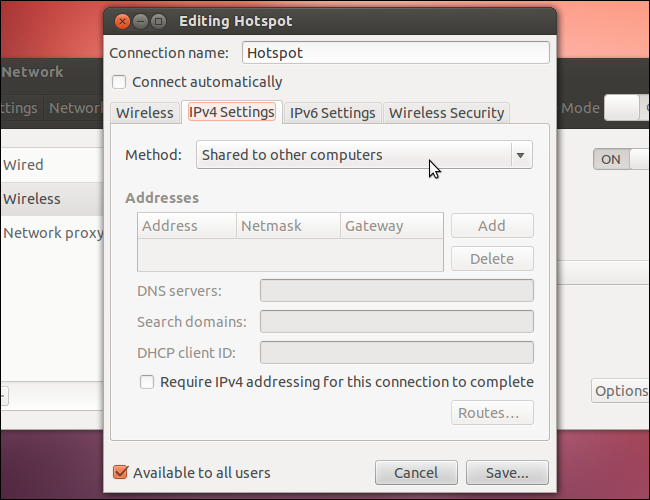 Editing Hotspot
Network
Connection name: Hotspot
Connect automatically
ttings Network
Mode
Wireless IPv4 Settings IPv6 Settings Wireless Security
Wired
Wireless
Network proxy
ON
Method: Shared to other computers
Addresses
Address Netmask Gateway
Add
Delete
DNS servers:
Search domains:
DHCP client ID:
Require IPv4 addressing for this connection to complete
Options
Routes...
Available to all users
Cancel
Save...